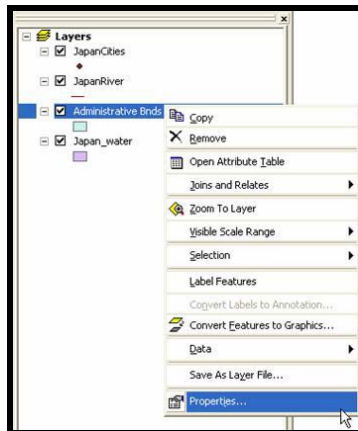 Layers
JapanCities
JapanRiver
Administrative Bnds
Japan_water
Copy
Remove
Open Attribute Table
Joins and Relates
Zoom To Layer
Visible Scale Range
Selection
Label Features
Convert Labels to Annotation...
Convert Features to Graphics...
Data
Save As Layer File...
Properties...